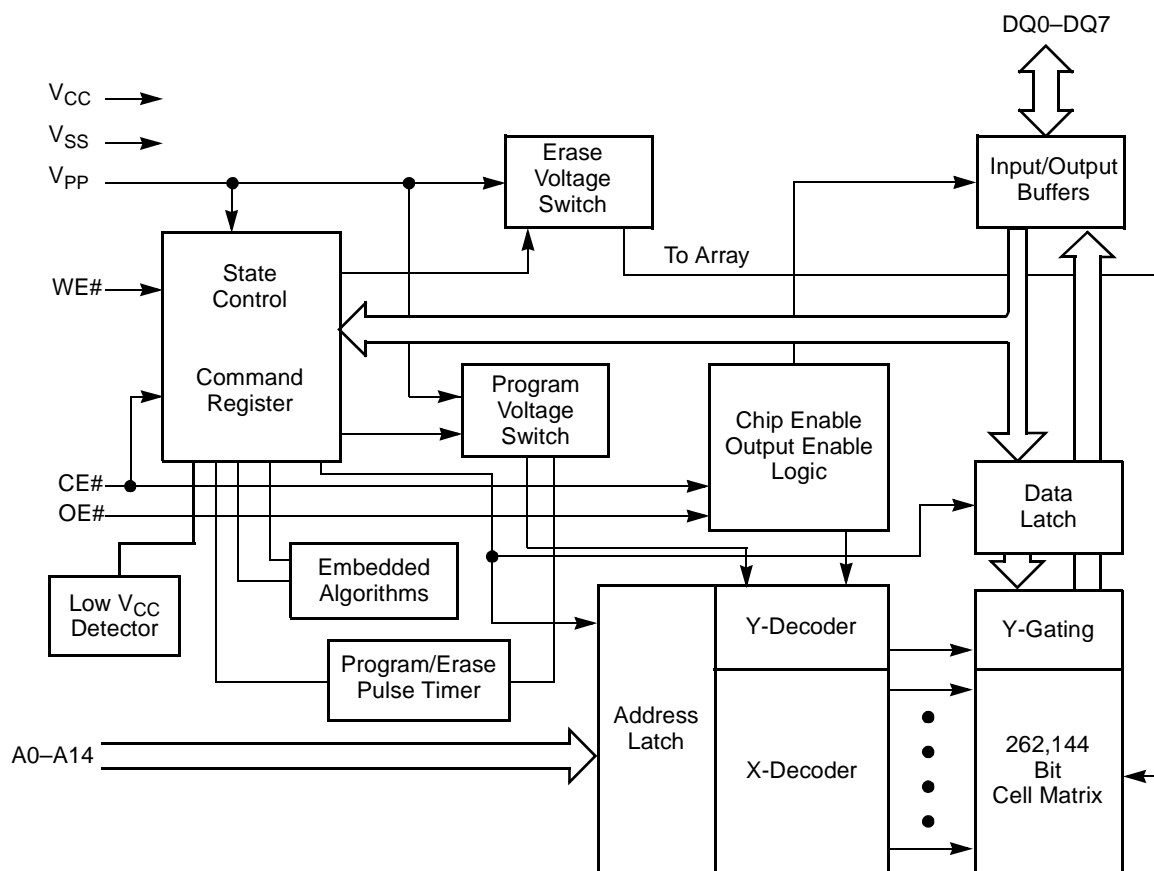 DQ0–DQ7
VCC
VSS
VPP
Erase
Voltage
Switch
Input/Output
Buffers
To Array
WE#
State
Control
Command
Register
Program
Voltage
Switch
Chip Enable
Output Enable
Logic
CE#
OE#
Data
Latch
Embedded
Algorithms
Low VCC
Detector
Y-Decoder
Y-Gating
Program/Erase
Pulse Timer
Address
Latch
A0–A14
X-Decoder
262,144
Bit
Cell Matrix